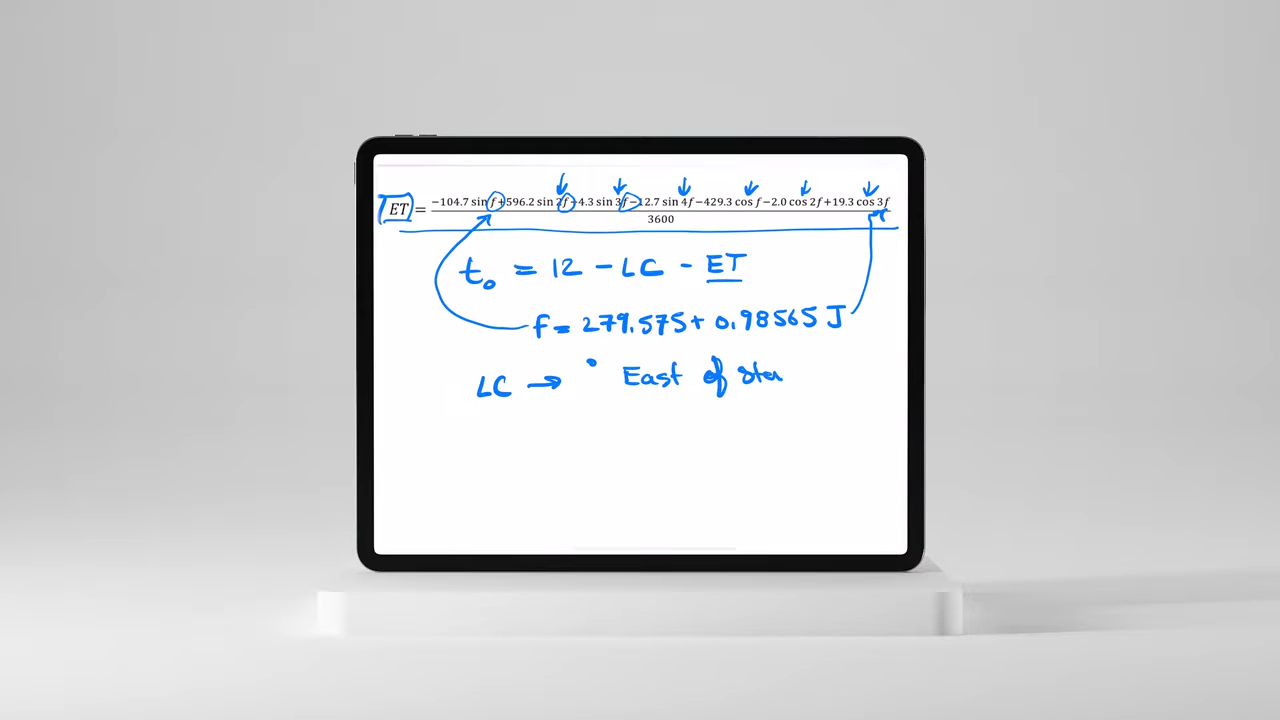 ET = −104.7 sin f+596.2 sin 2f+4.3 sin 3f−12.7 sin 4f−429.3 cos f−2.0 cos 2f+19.3 cos 3f
3600
t₀ = 12 - LC - ET
f = 279.575 + 0.98565 J
LC → ° East of sta